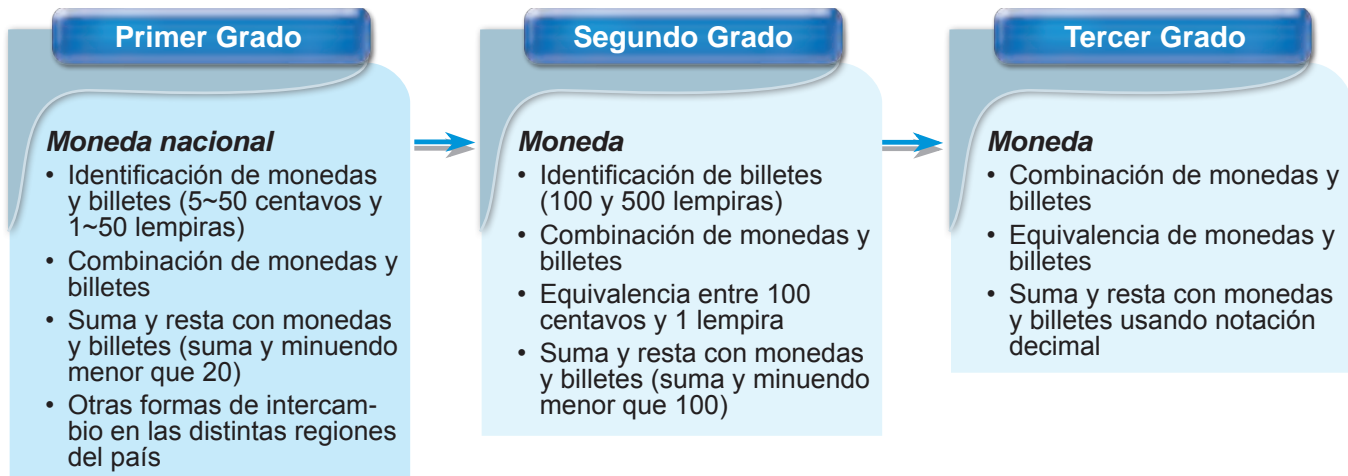 Primer Grado
Moneda nacional
• Identificación de monedas
y billetes (5~50 centavos y
1~50 lempiras)
• Combinación de monedas y
billetes
• Suma y resta con monedas
y billetes (suma y minuendo
menor que 20)
• Otras formas de intercam-
bio en las distintas regiones
del país
Segundo Grado
Moneda
• Identificación de billetes
(100 y 500 lempiras)
• Combinación de monedas y
billetes
• Equivalencia entre 100
centavos y 1 lempira
• Suma y resta con monedas
y billetes (suma y minuendo
menor que 100)
Tercer Grado
Moneda
• Combinación de monedas y
billetes
• Equivalencia de monedas y
billetes
• Suma y resta con monedas
y billetes usando notación
decimal